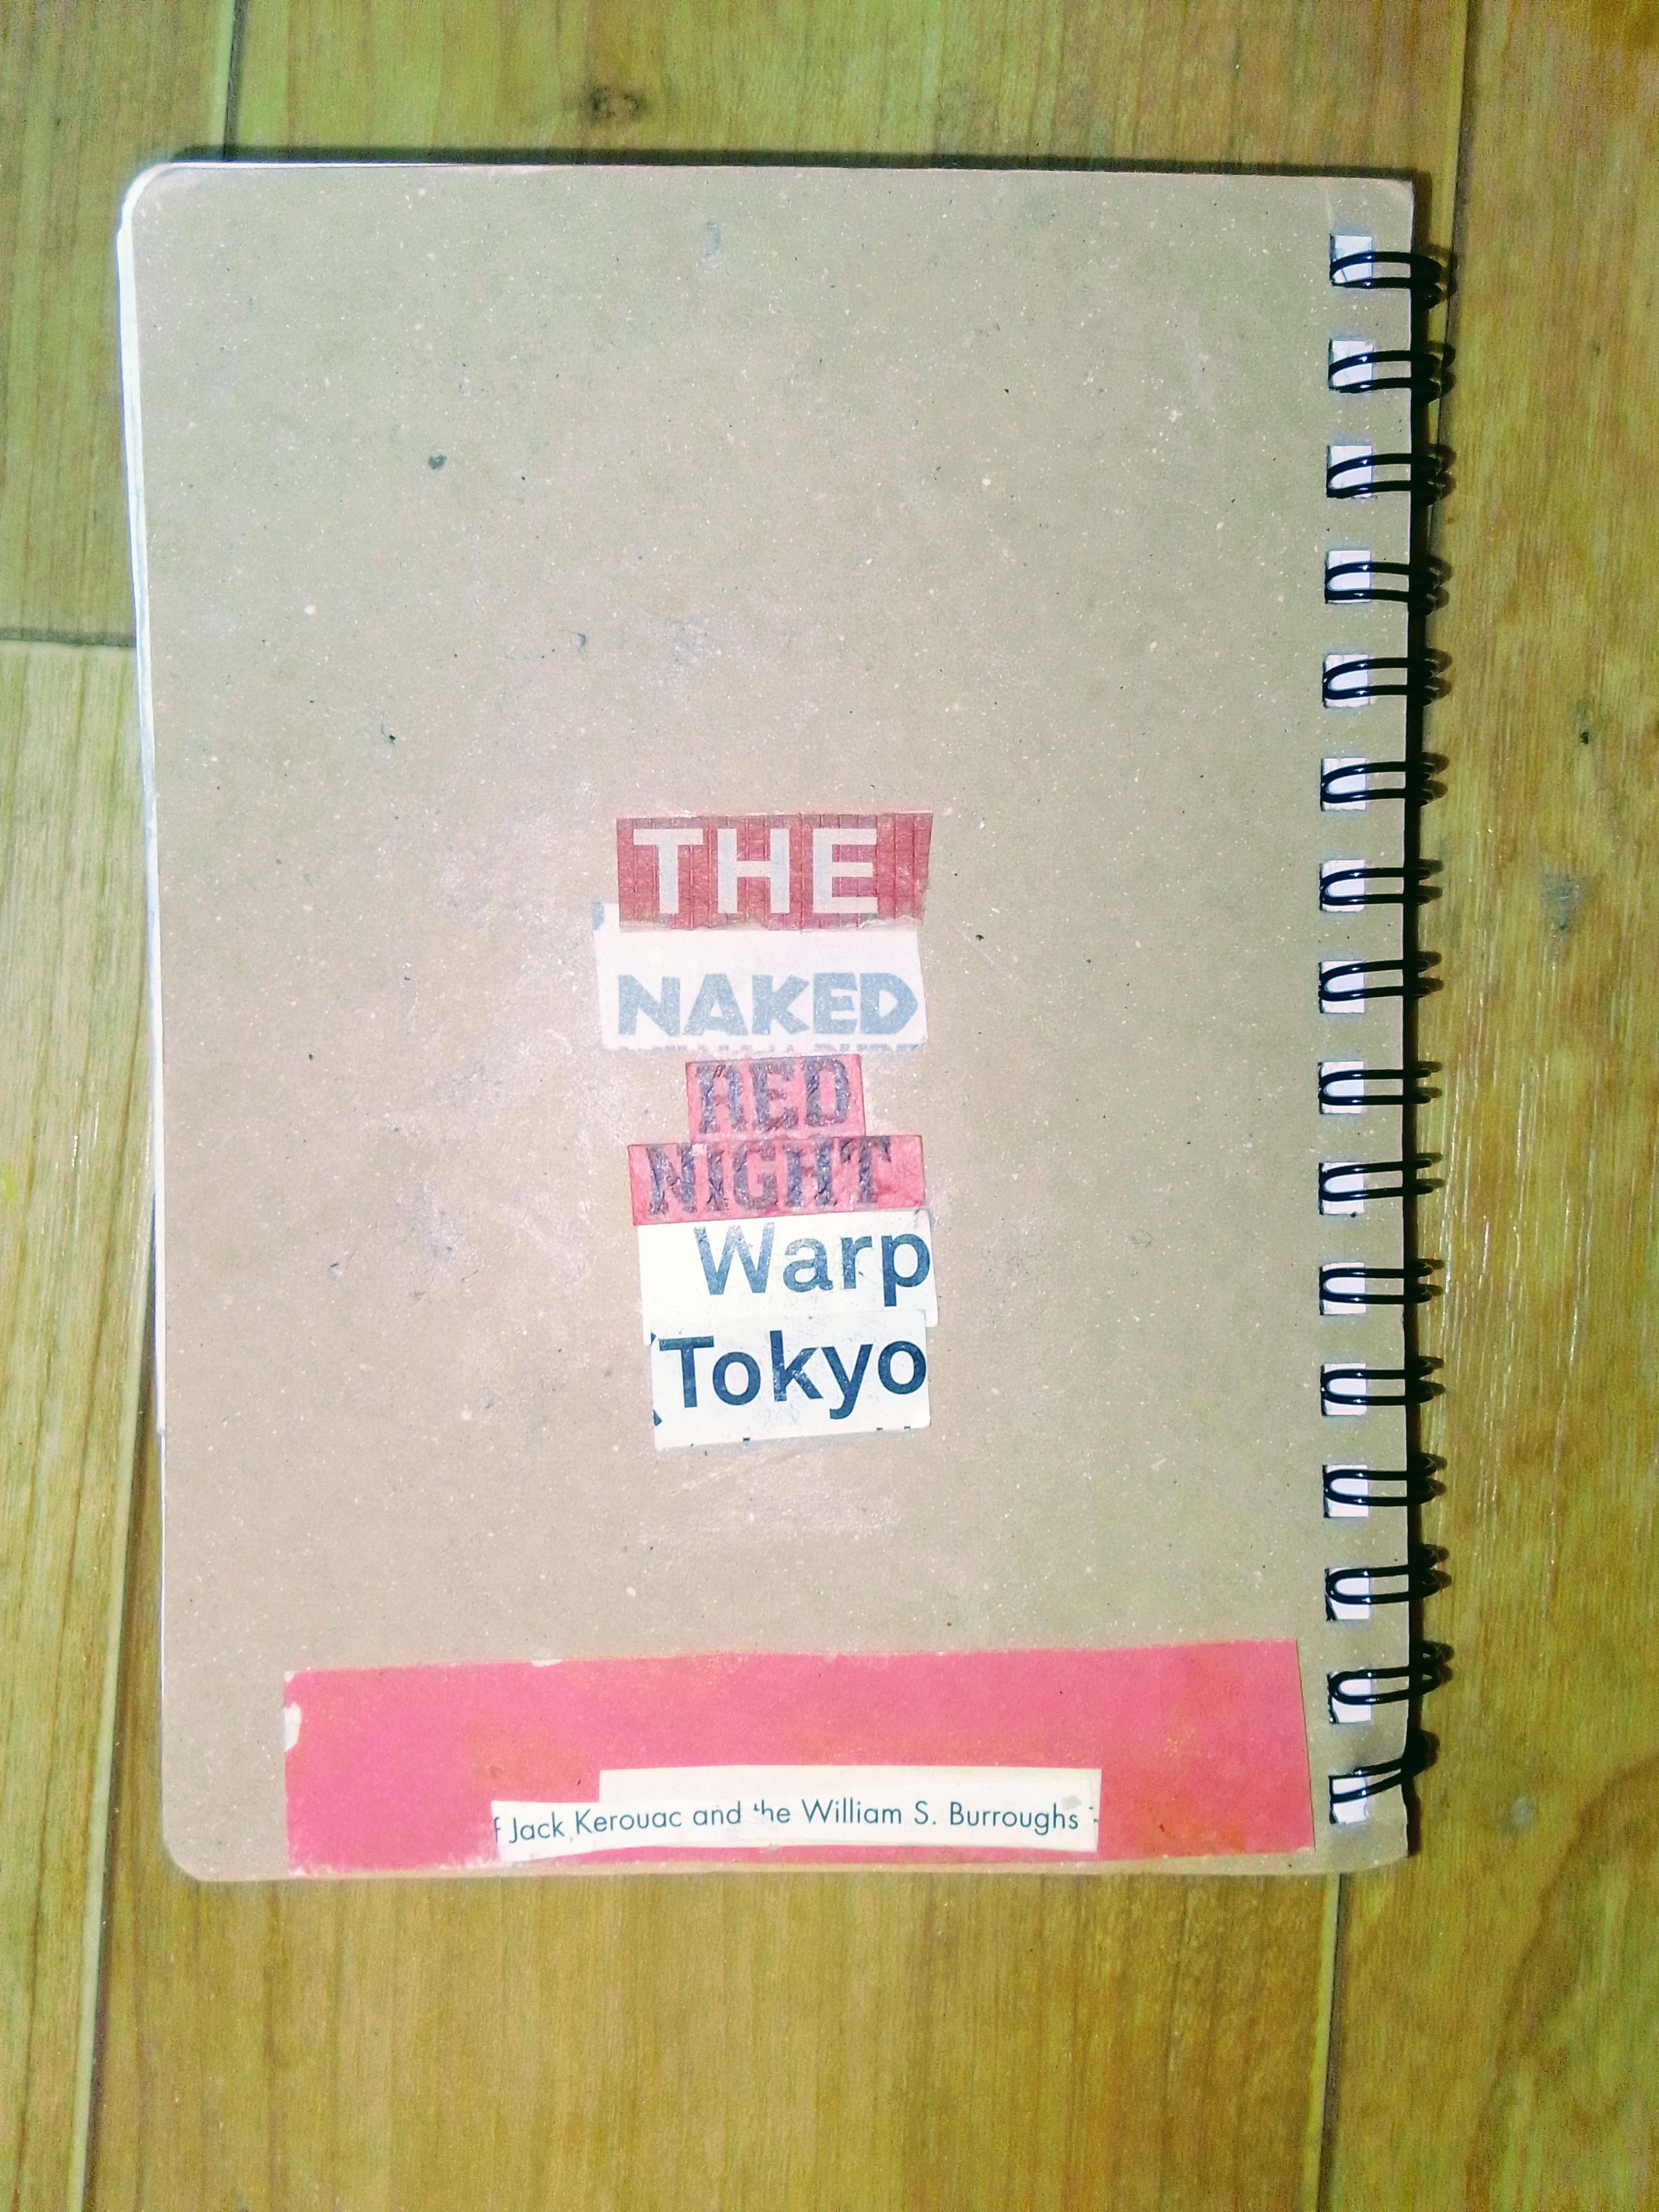 THE
NAKED
RED
NIGHT
Warp
(Tokyo
f Jack Kerouac and the William S. Burroughs